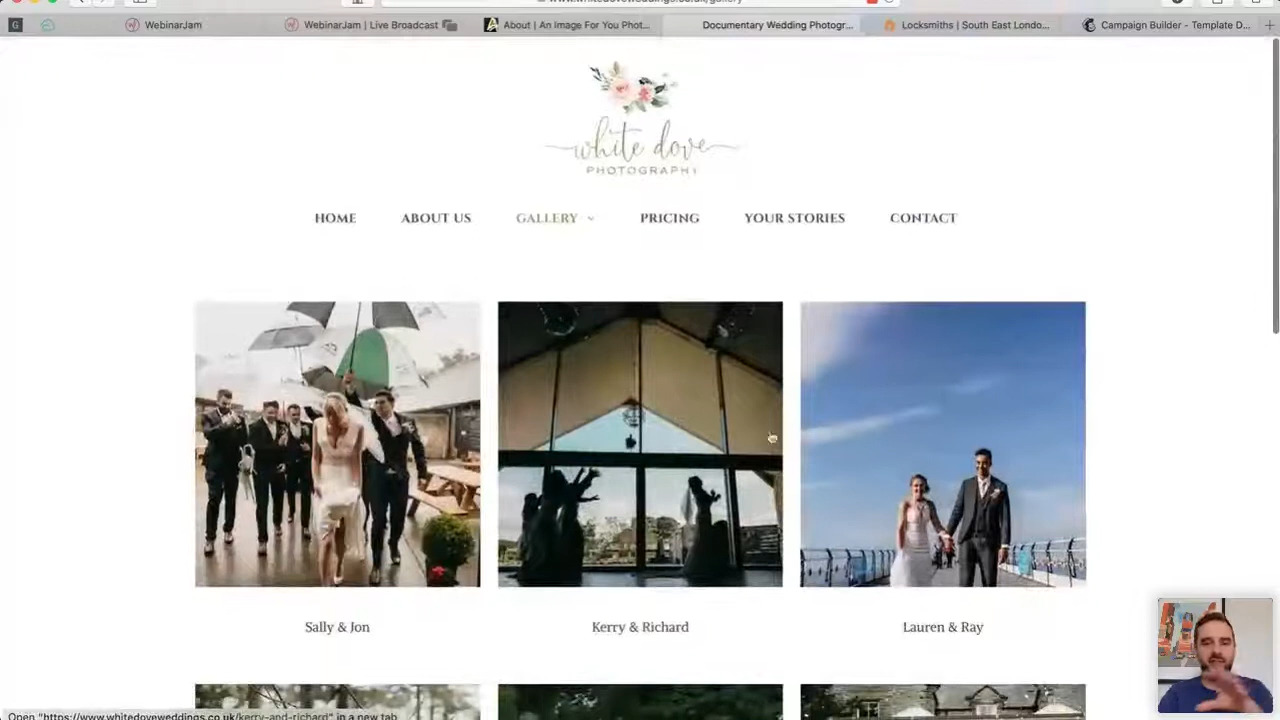 WebinarJam
WebinarJam | Live Broadcast
About | An Image For You Phot...
Documentary Wedding Photogr...
Locksmiths | South East Londo...
Campaign Builder - Template D...
white dove
PHOTOGRAPHY
HOME ABOUT US GALLERY PRICING YOUR STORIES CONTACT
Sally & Jon
Kerry & Richard
Lauren & Ray
Open "https://www.whitedoveweddings.co.uk/kerry-and-richard" in a new tab